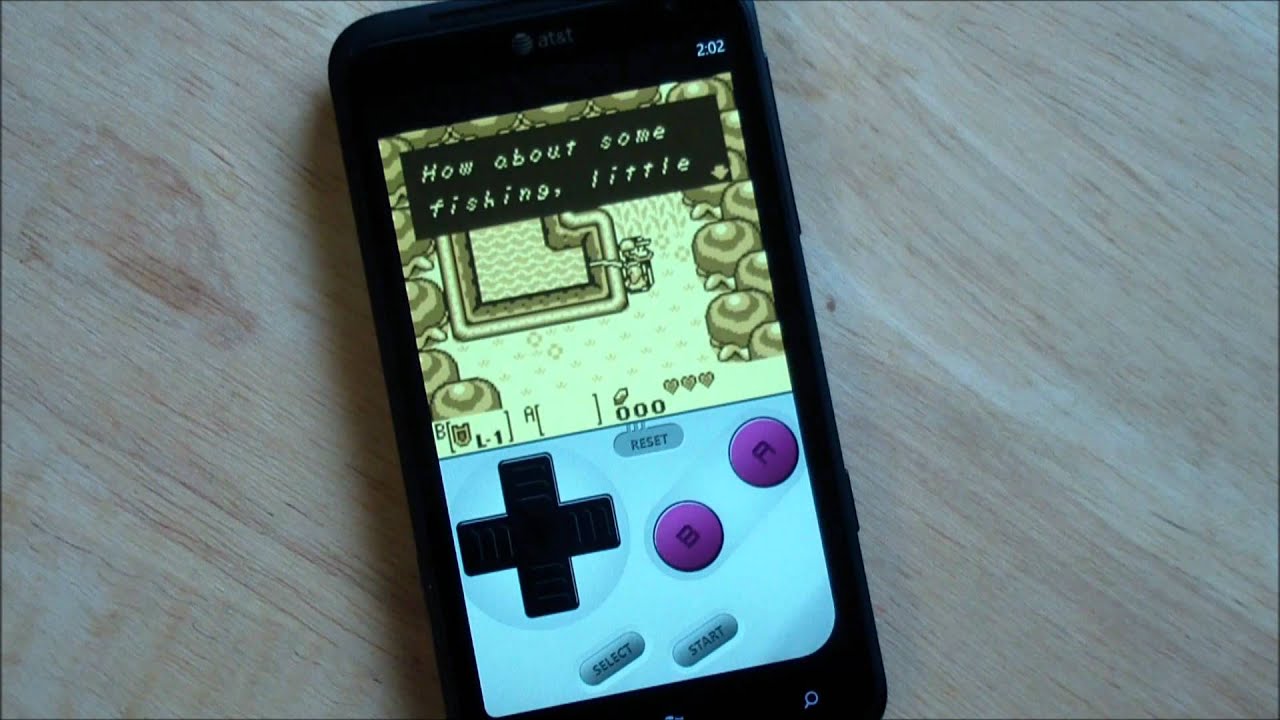 at&t
2:02
How about some
fishing, little
B[ L-1] A[ ] 000
RESET
A
B
SELECT
START